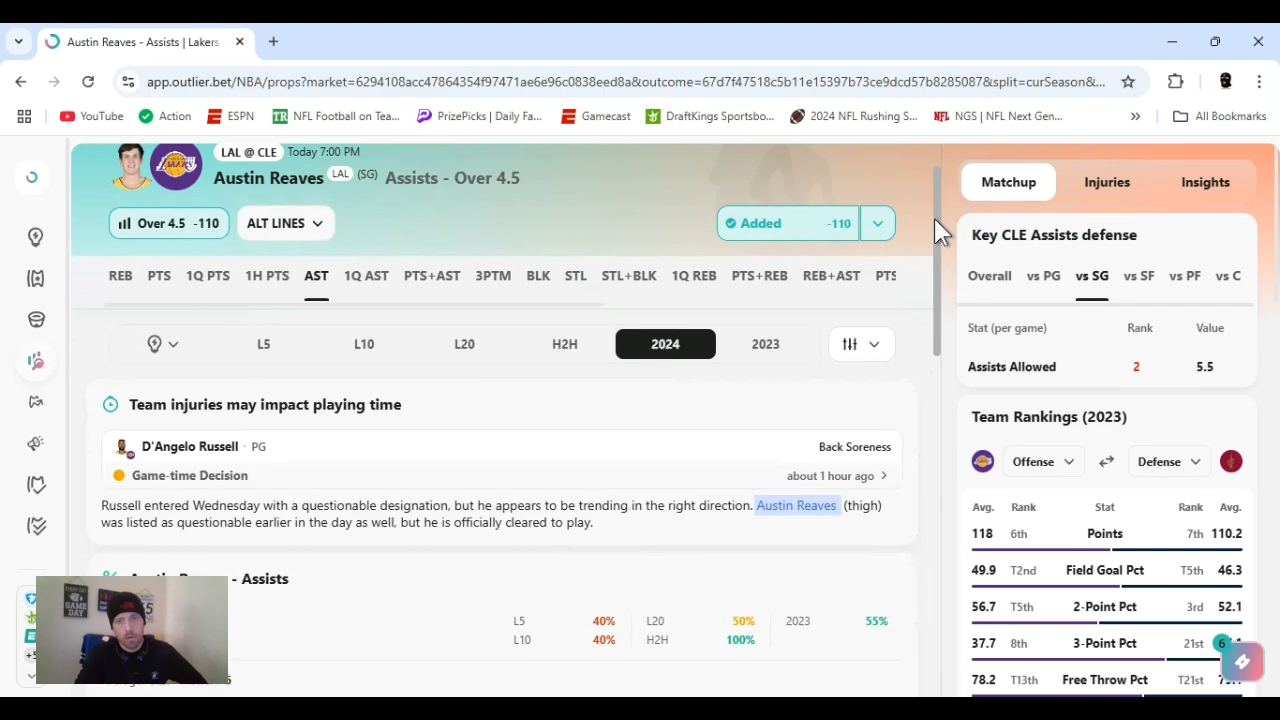 Austin Reaves - Assists | Lakers
app.outlier.bet/NBA/props?market=6294108acc47864354f97471ae6e96c0838eed8a&outcome=67d7f47518c5b11e15397b73ce9dcd57b8285087&split=curSeason&...
YouTube Action ESPN NFL Football on Tea... PrizePicks | Daily Fa... Gamecast DraftKings Sportsbo... 2024 NFL Rushing S... NGS | NFL Next Gen... » All Bookmarks
LAL @ CLE Today 7:00 PM
Austin Reaves LAL (SG) Assists - Over 4.5
Over 4.5 -110 ALT LINES Added -110
REB PTS 1Q PTS 1H PTS AST 1Q AST PTS+AST 3PTM BLK STL STL+BLK 1Q REB PTS+REB REB+AST PTS
L5 L10 L20 H2H 2024 2023
Team injuries may impact playing time
D'Angelo Russell · PG Back Soreness
Game-time Decision about 1 hour ago
Russell entered Wednesday with a questionable designation, but he appears to be trending in the right direction. Austin Reaves (thigh)
was listed as questionable earlier in the day as well, but he is officially cleared to play.
- Assists
L5 40% L20 50% 2023 55%
L10 40% H2H 100%
Matchup Injuries Insights
Key CLE Assists defense
Overall vs PG vs SG vs SF vs PF vs C
Stat (per game) Rank Value
Assists Allowed 2 5.5
Team Rankings (2023)
Offense Defense
Avg. Rank Stat Rank Avg.
118 6th Points 7th 110.2
49.9 T2nd Field Goal Pct T5th 46.3
56.7 T5th 2-Point Pct 3rd 52.1
37.7 8th 3-Point Pct 21st
78.2 T13th Free Throw Pct T21st
GAME
DAY